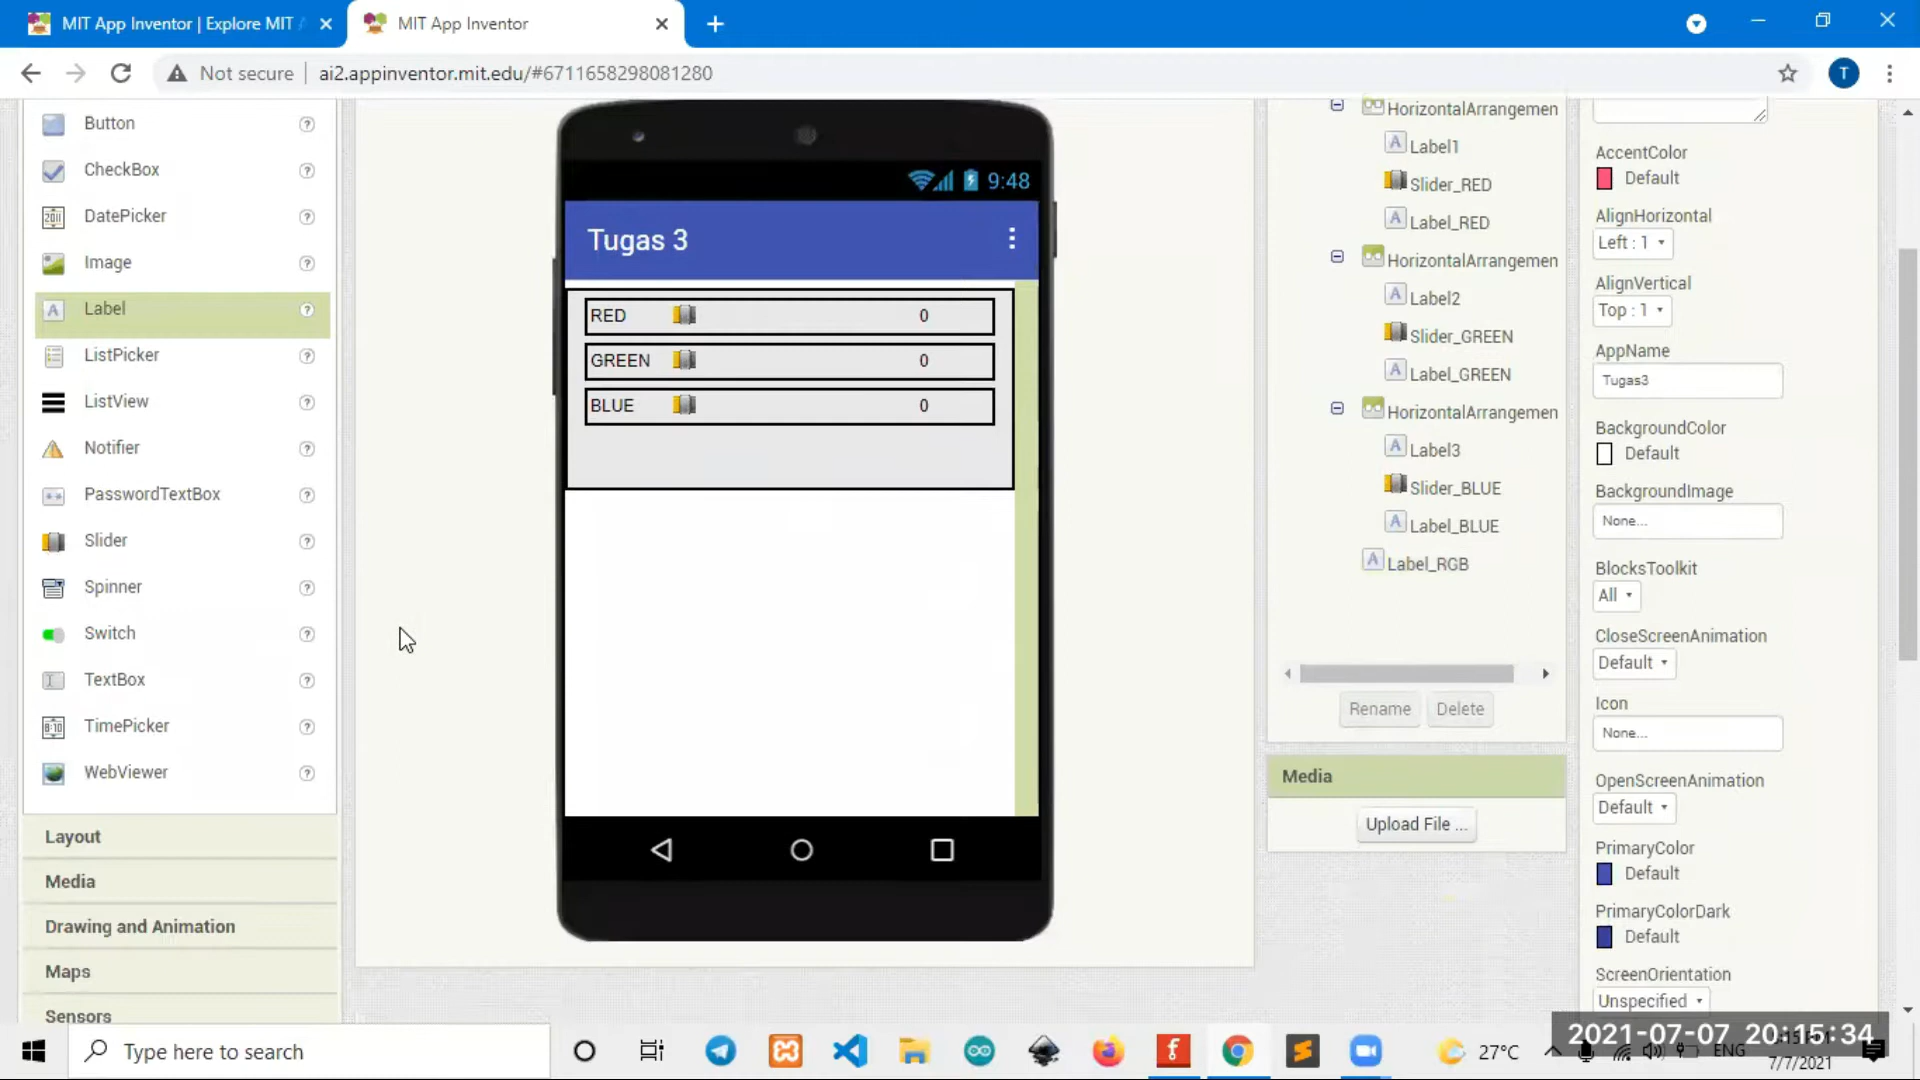 MIT App Inventor | Explore MIT
MIT App Inventor
Not secure
ai2.appinventor.mit.edu/#6711658298081280
T
Button
CheckBox
DatePicker
Image
Label
ListPicker
ListView
Notifier
PasswordTextBox
Slider
Spinner
Switch
TextBox
TimePicker
WebViewer
Layout
Media
Drawing and Animation
Maps
Sensors
9:48
Tugas 3
RED 0
GREEN 0
BLUE 0
HorizontalArrangemen
Label1
Slider_RED
Label_RED
HorizontalArrangemen
Label2
Slider_GREEN
Label_GREEN
HorizontalArrangemen
Label3
Slider_BLUE
Label_BLUE
Label_RGB
Rename Delete
Media
Upload File ...
AccentColor
Default
AlignHorizontal
Left : 1
AlignVertical
Top : 1
AppName
Tugas3
BackgroundColor
Default
BackgroundImage
None...
BlocksToolkit
All
CloseScreenAnimation
Default
Icon
None...
OpenScreenAnimation
Default
PrimaryColor
Default
PrimaryColorDark
Default
ScreenOrientation
Unspecified
Type here to search
27°C
ENG
7/7/2021
2021-07-07 20:15:34